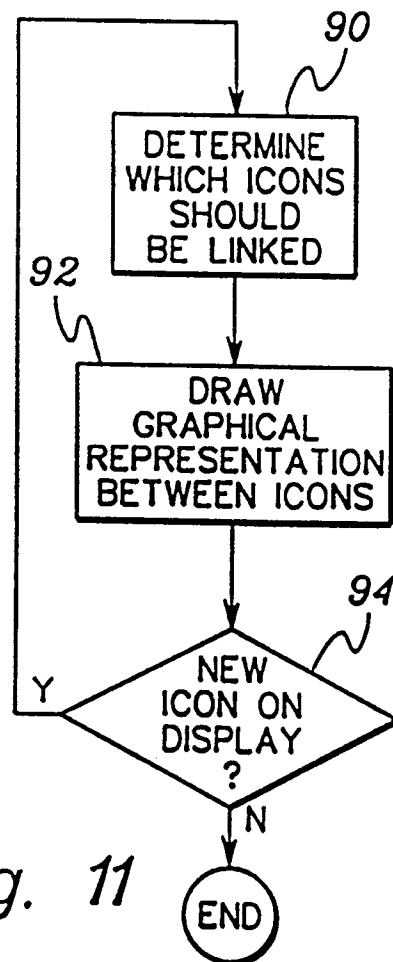 90
DETERMINE
WHICH ICONS
SHOULD
BE LINKED
92
DRAW
GRAPHICAL
REPRESENTATION
BETWEEN ICONS
94
NEW
ICON ON
DISPLAY
?
Y
N
END
g. 11